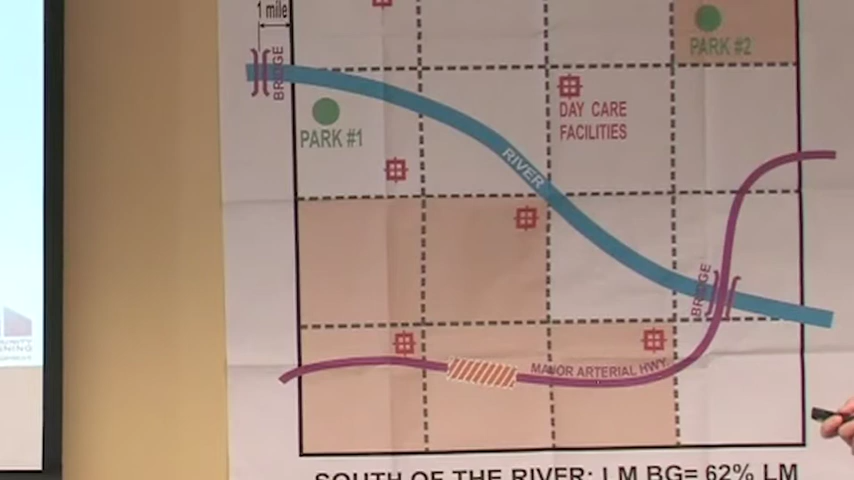 1 mile
BRIDGE
PARK #2
PARK #1
DAY CARE
FACILITIES
RIVER
BRIDGE
MAJOR ARTERIAL HWY.
SOUTH OF THE RIVER: LM BG= 62% LM